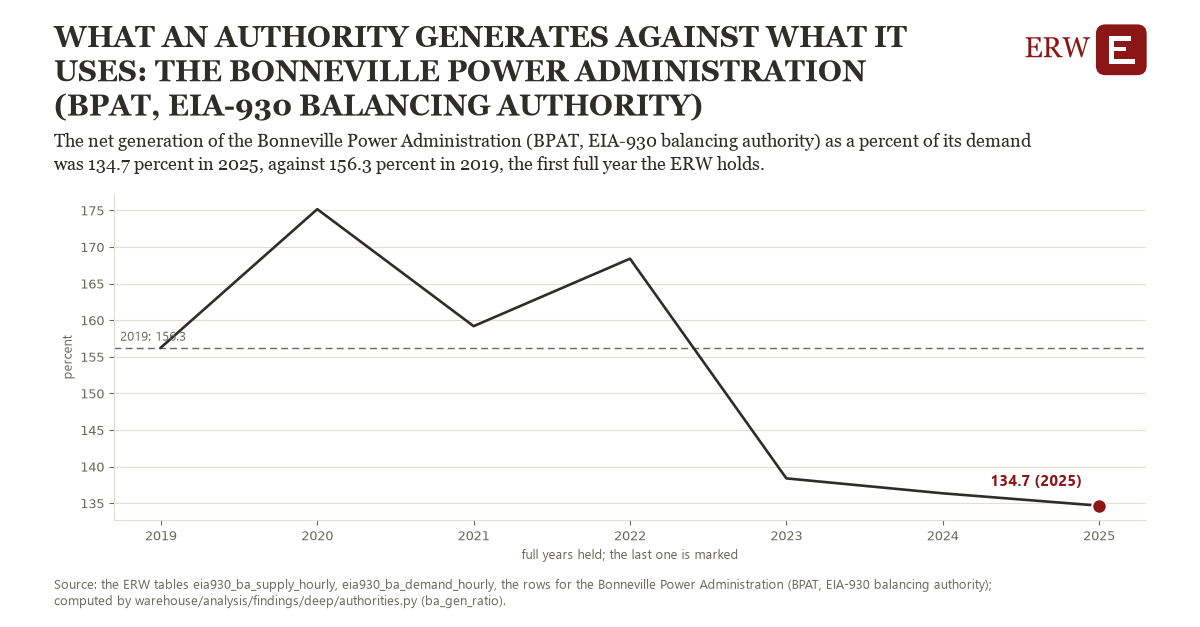 WHAT AN AUTHORITY GENERATES AGAINST WHAT IT
USES: THE BONNEVILLE POWER ADMINISTRATION
(BPAT, EIA-930 BALANCING AUTHORITY)
ERW E
The net generation of the Bonneville Power Administration (BPAT, EIA-930 balancing authority) as a percent of its demand
was 134.7 percent in 2025, against 156.3 percent in 2019, the first full year the ERW holds.
175
170
165
160
155
150
145
140
135
percent
2019: 156.3
134.7 (2025)
2019 2020 2021 2022 2023 2024 2025
full years held; the last one is marked
Source: the ERW tables eia930_ba_supply_hourly, eia930_ba_demand_hourly, the rows for the Bonneville Power Administration (BPAT, EIA-930 balancing authority);
computed by warehouse/analysis/findings/deep/authorities.py (ba_gen_ratio).